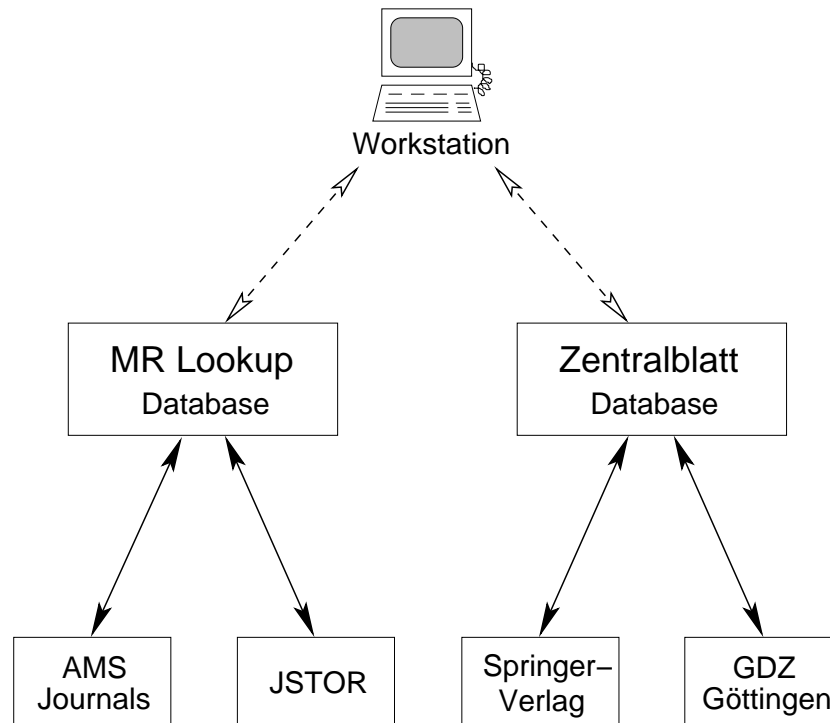 Workstation
MR Lookup
Database
Zentralblatt
Database
AMS
Journals
JSTOR
Springer–
Verlag
GDZ
Göttingen